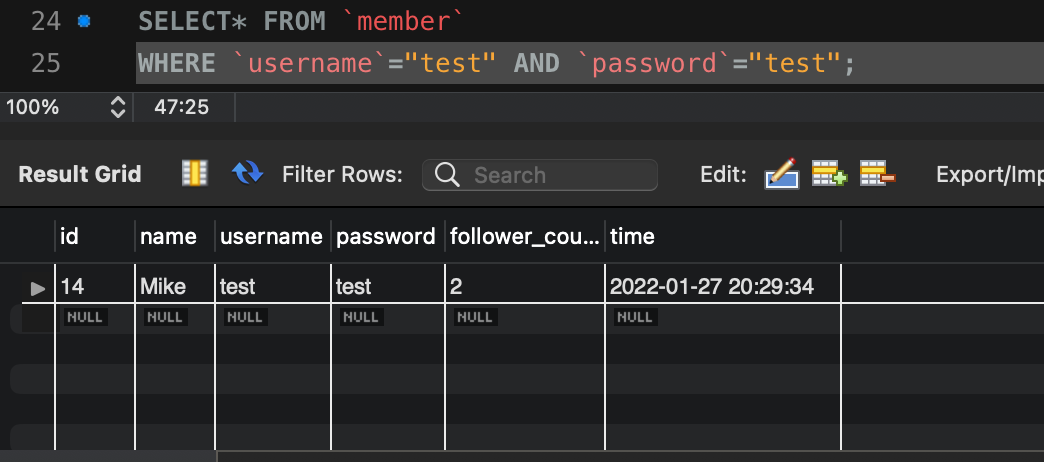 24 SELECT* FROM `member`
25 WHERE `username`="test" AND `password`="test";
100% 47:25
Result Grid Filter Rows: Search Edit: Export/Imp
id name username password follower_cou... time
14 Mike test test 2 2022-01-27 20:29:34
NULL NULL NULL NULL NULL NULL